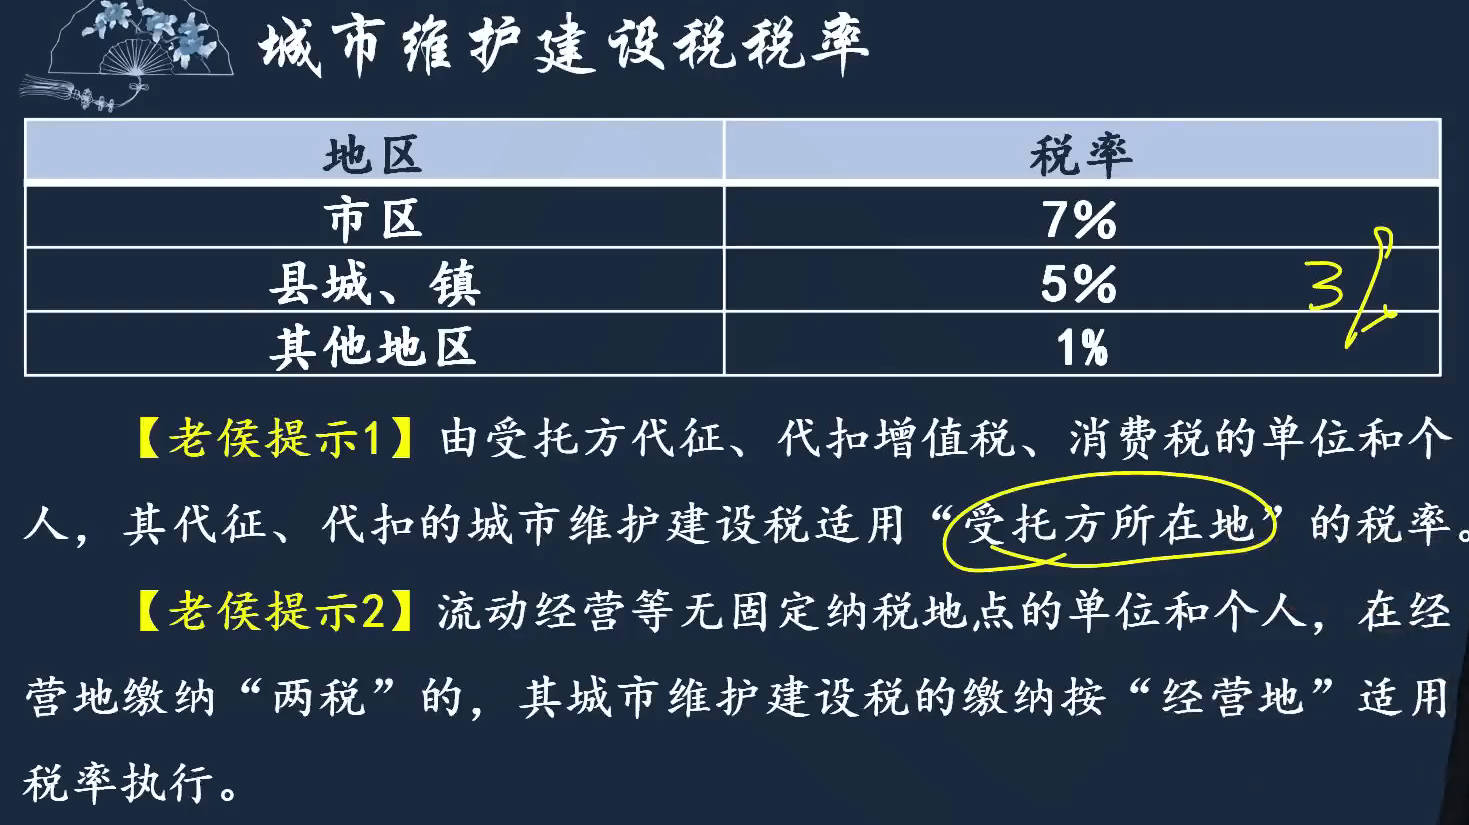 城市维护建设税税率
地区 税率
市区 7%
县城、镇 5%
3%
其他地区 1%
【老侯提示1】由受托方代征、代扣增值税、消费税的单位和个
人，其代征、代扣的城市维护建设税适用“受托方所在地”的税率。
【老侯提示2】流动经营等无固定纳税地点的单位和个人，在经
营地缴纳“两税”的，其城市维护建设税的缴纳按“经营地”适用
税率执行。